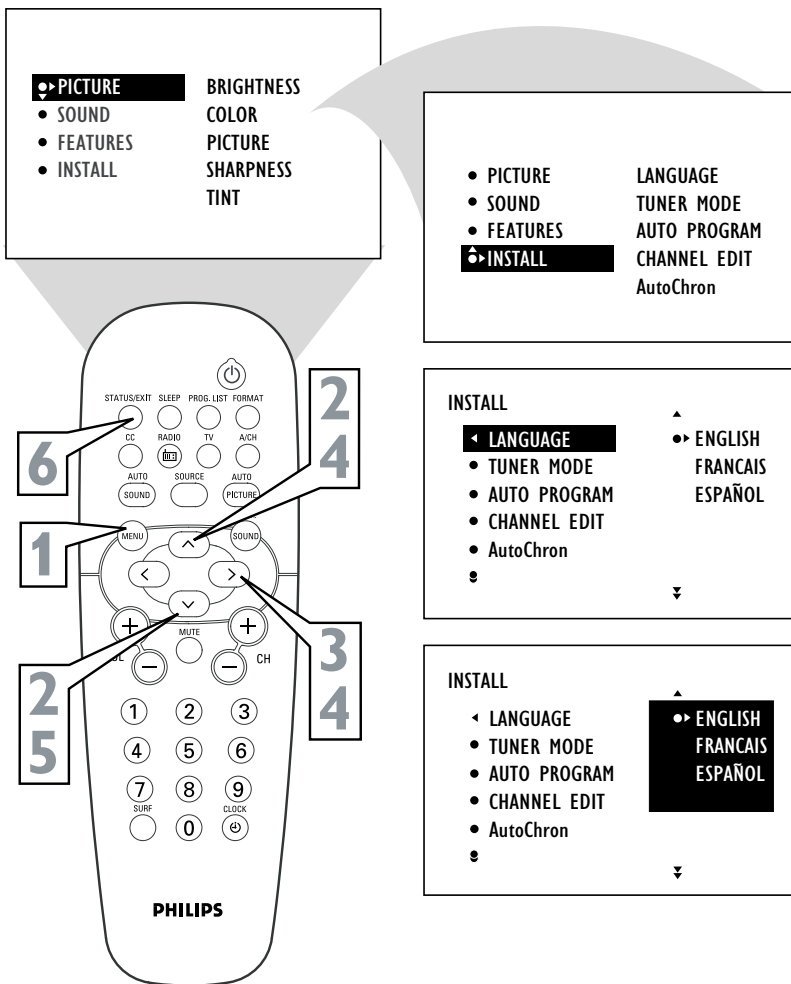 PICTURE BRIGHTNESS
SOUND COLOR
FEATURES PICTURE
INSTALL SHARPNESS
TINT
PICTURE LANGUAGE
SOUND TUNER MODE
FEATURES AUTO PROGRAM
INSTALL CHANNEL EDIT
AutoChron
INSTALL
LANGUAGE ENGLISH
TUNER MODE FRANCAIS
AUTO PROGRAM ESPAÑOL
CHANNEL EDIT
AutoChron
INSTALL
LANGUAGE ENGLISH
TUNER MODE FRANCAIS
AUTO PROGRAM ESPAÑOL
CHANNEL EDIT
AutoChron
STATUS/EXIT SLEEP PROG. LIST FORMAT
CC RADIO TV A/CH
AUTO SOURCE AUTO
SOUND PICTURE
MENU SOUND
MUTE
CH
1 2 3
4 5 6
7 8 9
SURF CLOCK
0
PHILIPS
2
4
6
1
3
4
2
5